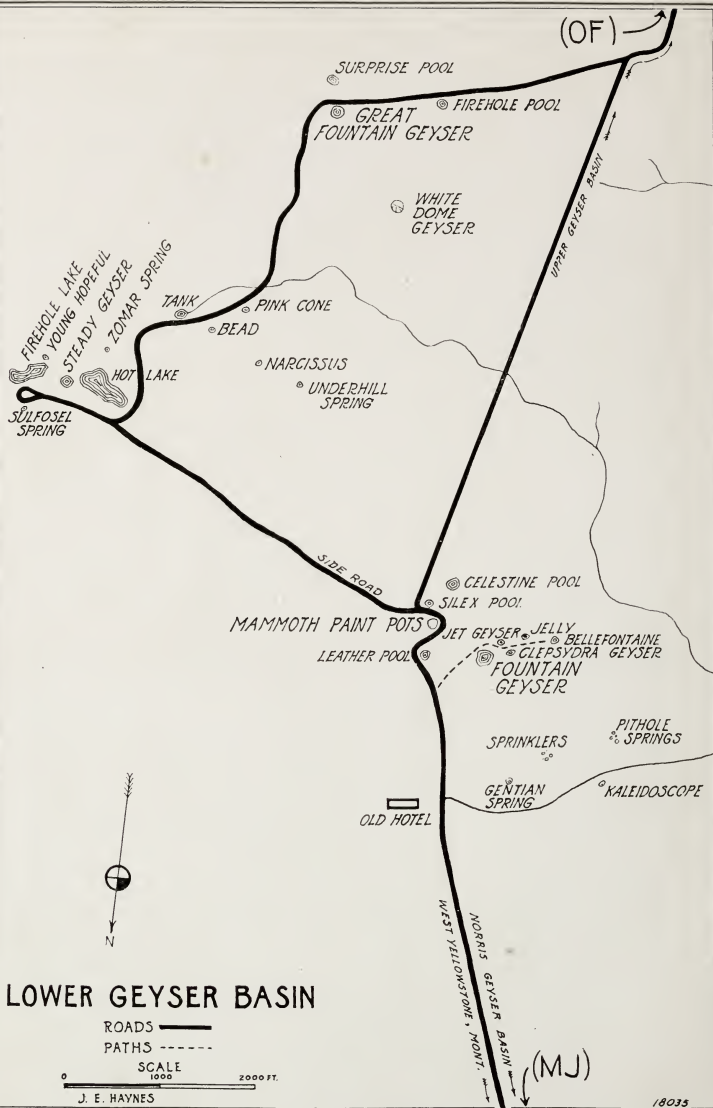 (OF)
SURPRISE POOL
FIREHOLE POOL
GREAT
FOUNTAIN GEYSER
WHITE
DOME
GEYSER
UPPER GEYSER BASIN
FIREHOLE LAKE
YOUNG HOPEFUL
STEADY GEYSER
ZOMAR SPRING
TANK
PINK CONE
BEAD
HOT LAKE
NARCISSUS
UNDERHILL
SPRING
SULFOSEL
SPRING
SIDE ROAD
CELESTINE POOL
SILEX POOL
MAMMOTH PAINT POTS
JET GEYSER
JELLY
BELLEFONTAINE
LEATHER POOL
CLEPSYDRA GEYSER
FOUNTAIN
GEYSER
PITHOLE
SPRINGS
SPRINKLERS
GENTIAN
SPRING
KALEIDOSCOPE
OLD HOTEL
N
NORRIS GEYSER BASIN
WEST YELLOWSTONE, MONT.
LOWER GEYSER BASIN
ROADS
PATHS
SCALE
0 1000 2000 FT.
J. E. HAYNES
(MJ)
18035